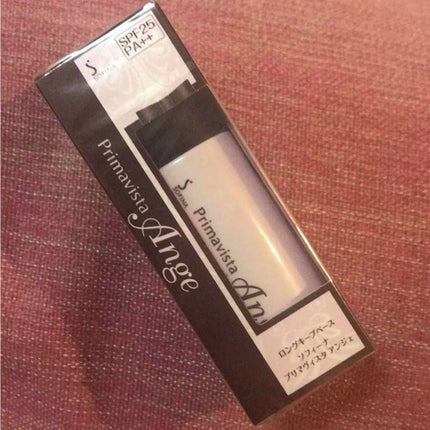 SPF25
PA++
S
SOFINA
Primavista
Ange
S
SOFINA
Primavista
An
ロングキープベース
ソフィーナ
プリマヴィスタ アンジェ